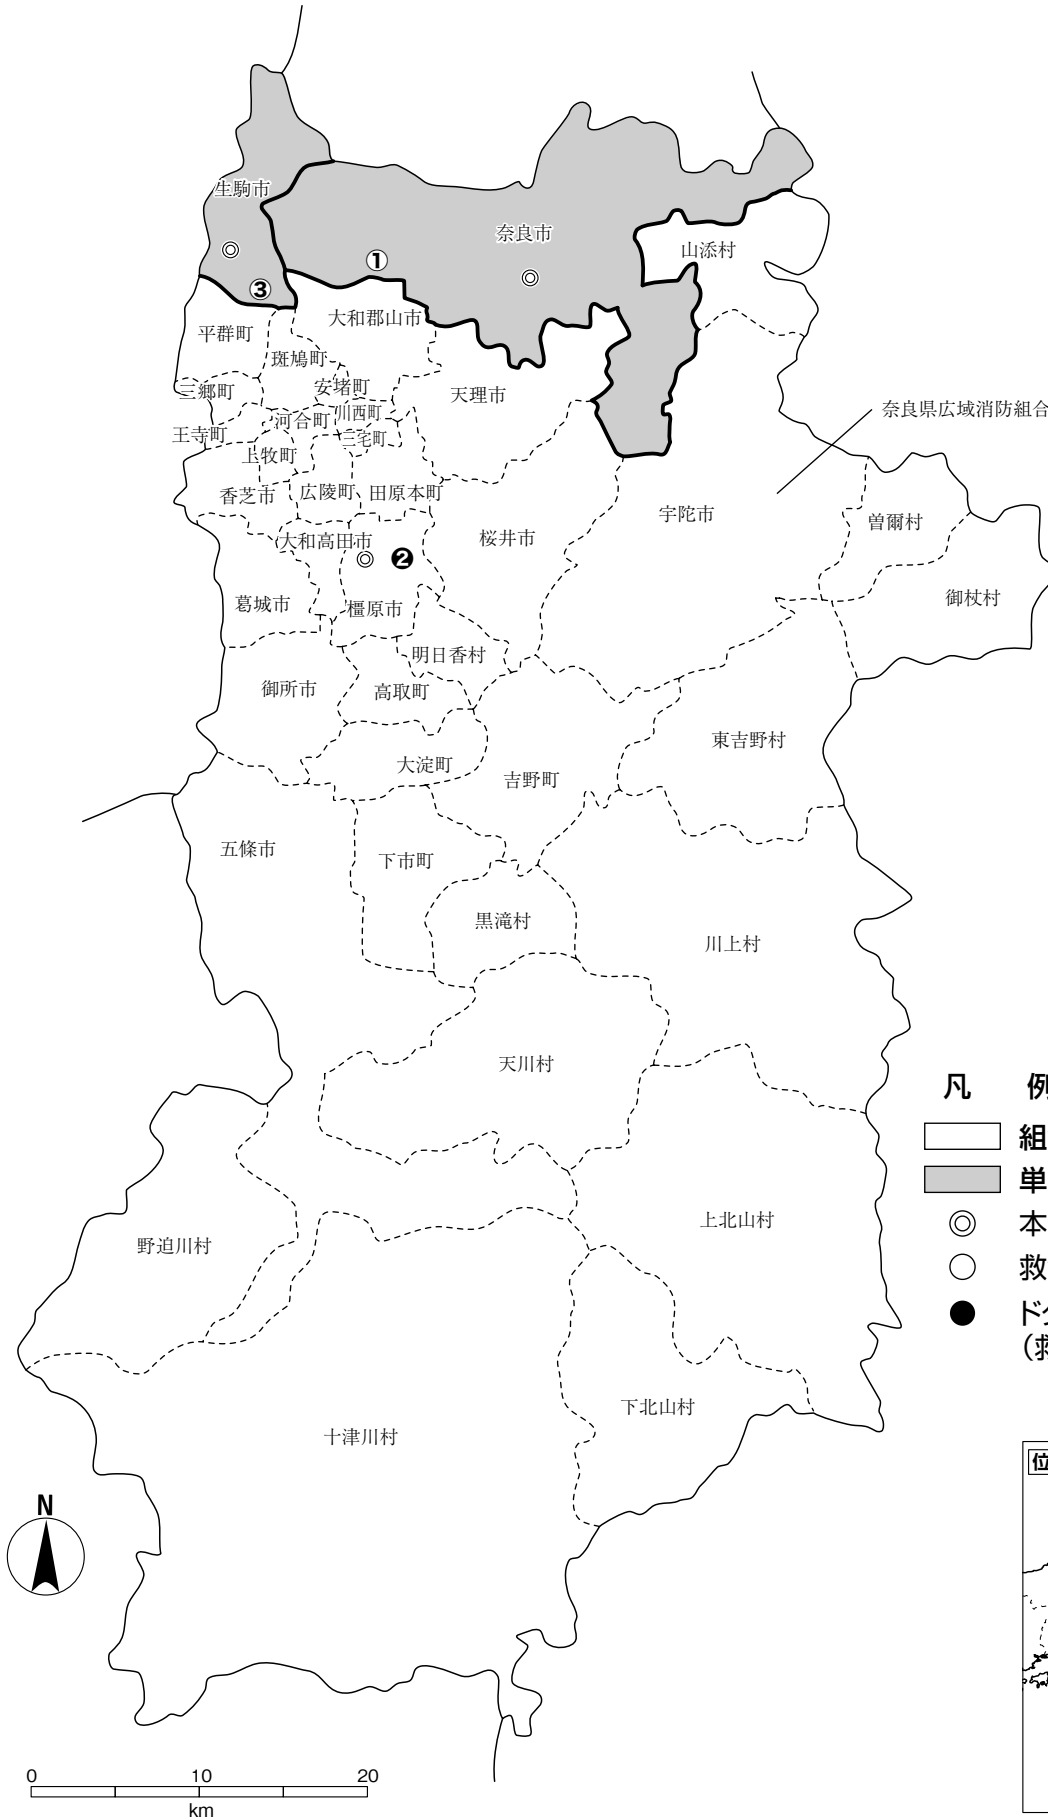 生駒市
奈良市
山添村
①
③
平群町
大和郡山市
斑鳩町
三郷町
安堵町
天理市
奈良県広域消防組合
王寺町
河合町
川西町
三宅町
上牧町
香芝市
広陵町
田原本町
宇陀市
曽爾村
大和高田市
桜井市
❷
葛城市
橿原市
御杖村
明日香村
御所市
高取町
東吉野村
大淀町
吉野町
五條市
下市町
黒滝村
川上村
天川村
凡 例
組
単
本
救
ド
（救
上北山村
野迫川村
下北山村
十津川村
位
N
0 10 20
km